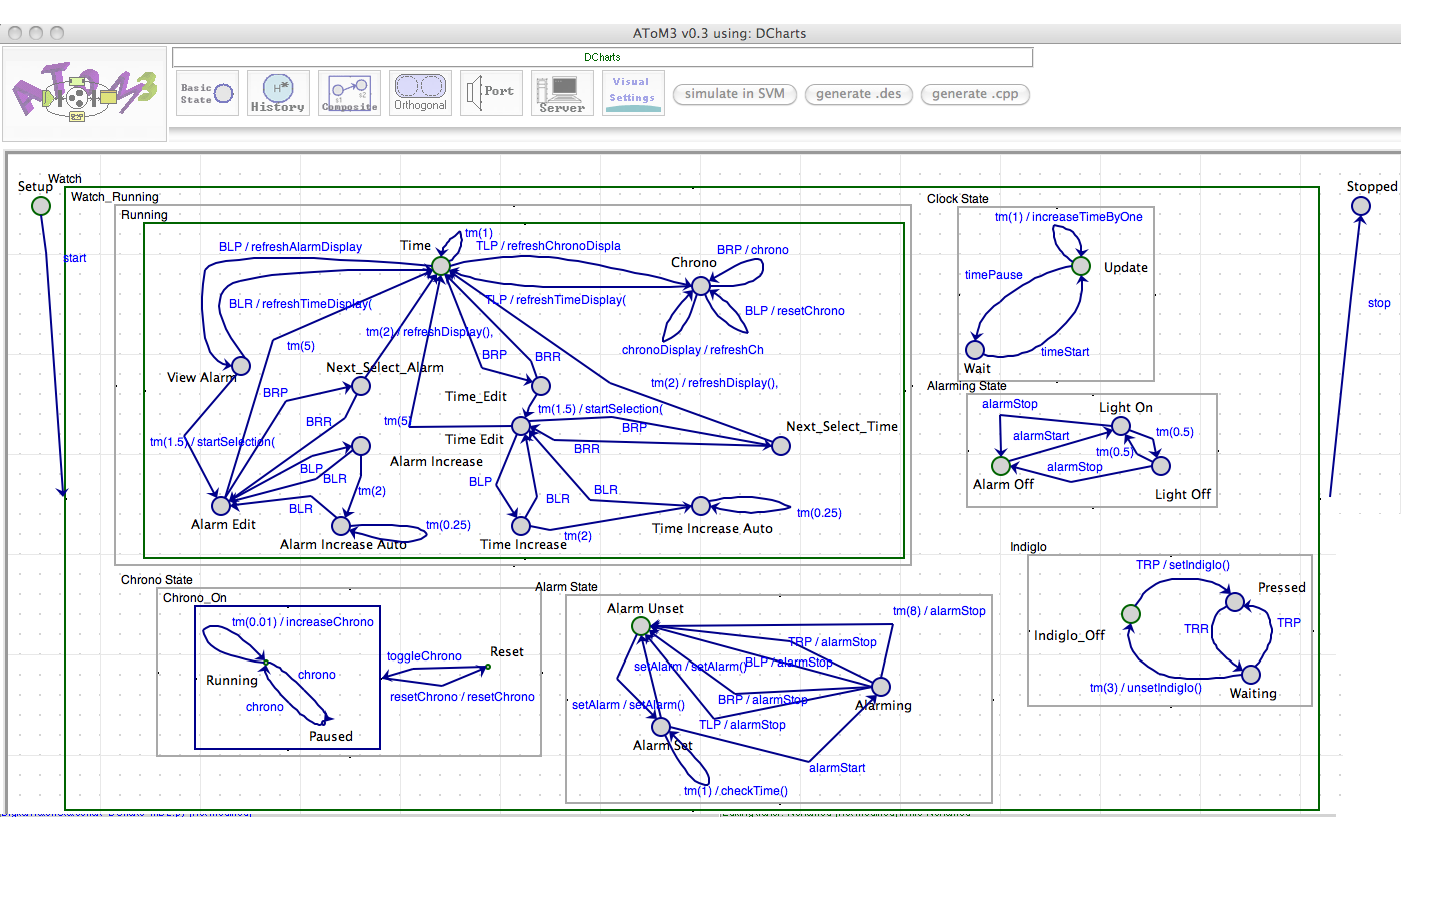 AToM3 v0.3 using: DCharts
DCharts
AToM3
Basic
State
H*
History
s1
s2
Composite
Orthogonal
Port
Server
Visual
Settings
simulate in SVM
generate .des
generate .cpp
Setup
Watch
Watch_Running
Running
Clock State
Stopped
start
stop
BLP / refreshAlarmDisplay
Time
tm(1)
TLP / refreshChronoDispla
BRP / chrono
Chrono
BLR / refreshTimeDisplay(
TLP / refreshTimeDisplay(
BLP / resetChrono
tm(5)
tm(2) / refreshDisplay(),
BRP
BRR
chronoDisplay / refreshCh
View Alarm
Next_Select_Alarm
BRP
Time_Edit
tm(2) / refreshDisplay(),
BRR
tm(5)
tm(1.5) / startSelection(
BRP
Next_Select_Time
tm(1.5) / startSelection(
Time Edit
BRR
Alarm Increase
BLP
BLR
tm(2)
BLP
BLR
BLR
BLR
tm(0.25)
tm(0.25)
Alarm Edit
Alarm Increase Auto
Time Increase
tm(2)
Time Increase Auto
tm(1) / increaseTimeByOne
Update
timePause
timeStart
Wait
Alarming State
alarmStop
Light On
alarmStart
tm(0.5)
tm(0.5)
alarmStop
Alarm Off
Light Off
Indiglo
TRP / setIndiglo()
Pressed
Indiglo_Off
TRR
TRP
tm(3) / unsetIndiglo()
Waiting
Chrono State
Chrono_On
tm(0.01) / increaseChrono
Running
chrono
chrono
Paused
toggleChrono
Reset
resetChrono / resetChrono
Alarm State
Alarm Unset
tm(8) / alarmStop
TRP / alarmStop
setAlarm / setAlarm()
BLP / alarmStop
setAlarm / setAlarm()
BRP / alarmStop
Alarming
TLP / alarmStop
Alarm Set
alarmStart
tm(1) / checkTime()